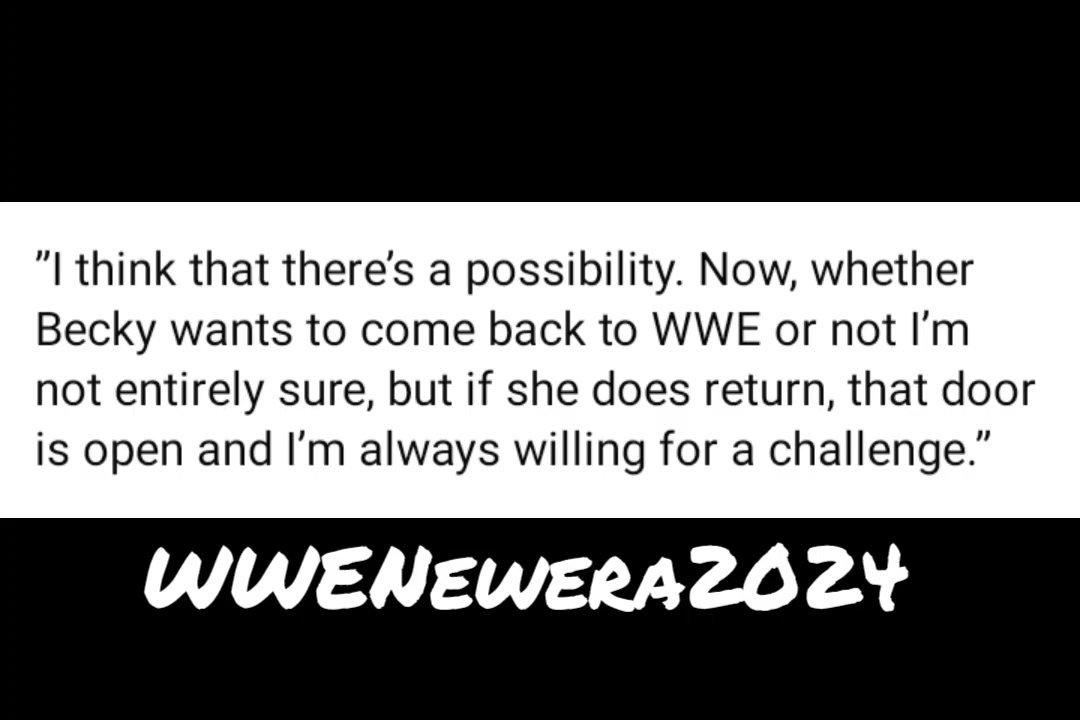 ”I think that there’s a possibility. Now, whether
Becky wants to come back to WWE or not I’m
not entirely sure, but if she does return, that door
is open and I’m always willing for a challenge.”
WWENewera2024